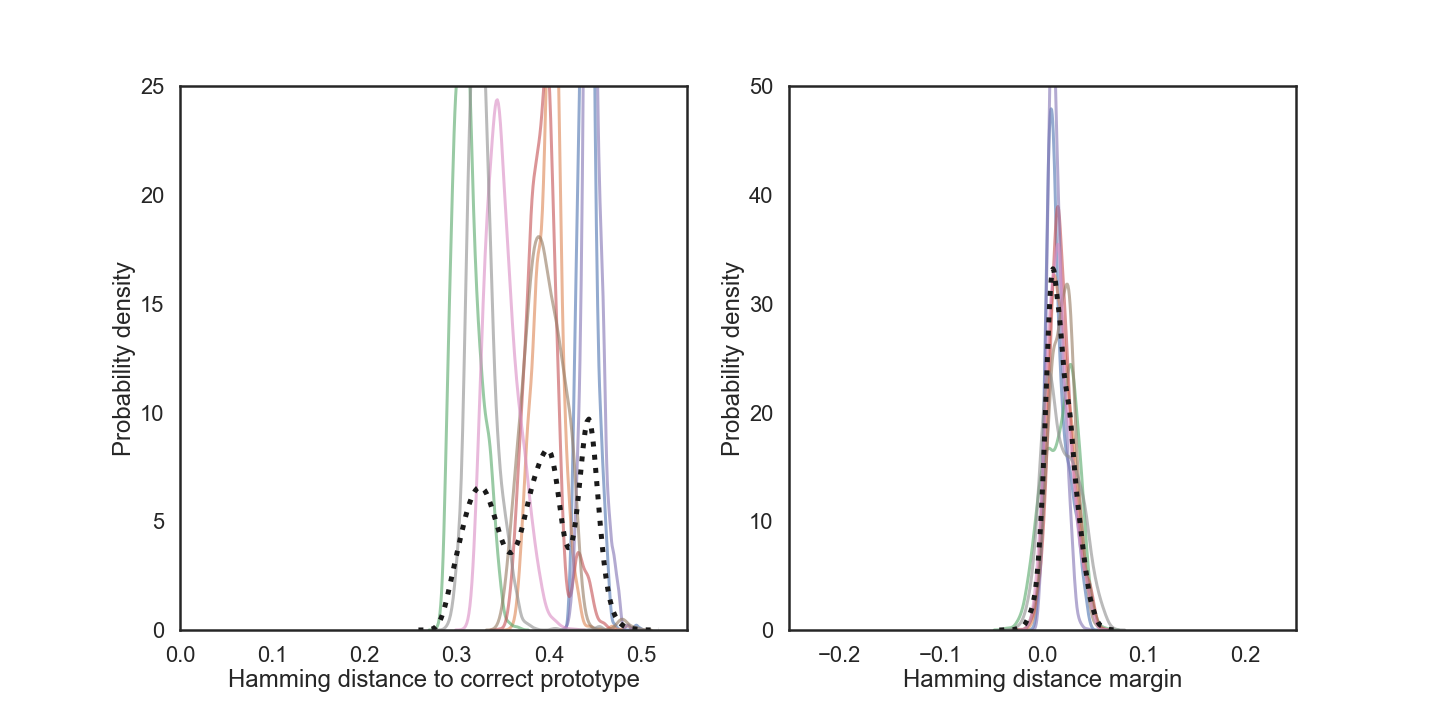 25
20
15
10
5
0
Probability density
0.0 0.1 0.2 0.3 0.4 0.5
Hamming distance to correct prototype
50
40
30
20
10
0
Probability density
−0.2 −0.1 0.0 0.1 0.2
Hamming distance margin